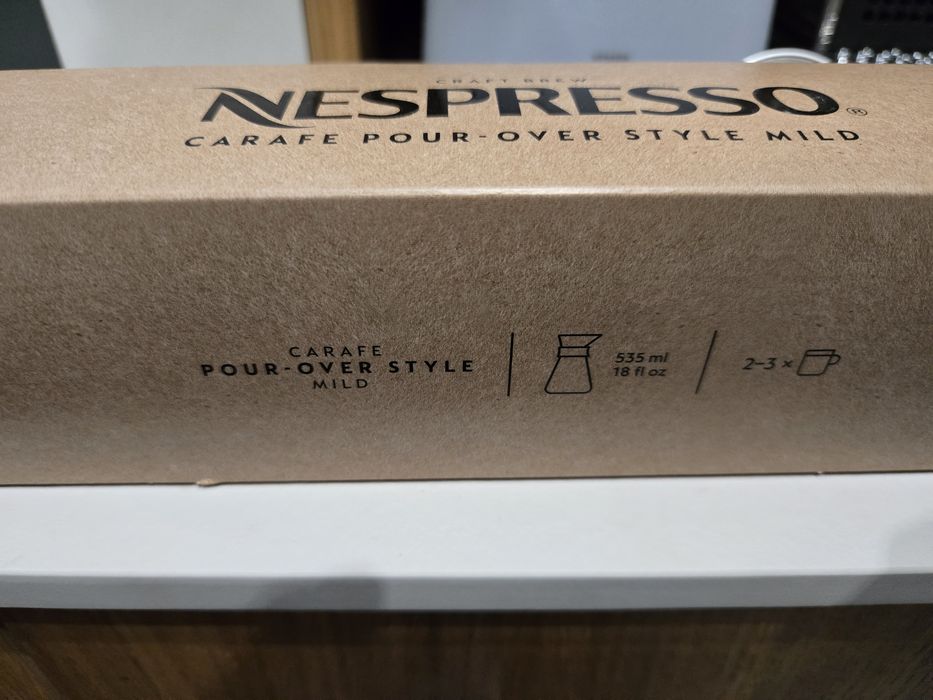 CRAFT BREW
NESPRESSO®
CARAFE POUR-OVER STYLE MILD
CARAFE
POUR-OVER STYLE
MILD
535 ml
18 fl oz
2-3 ×